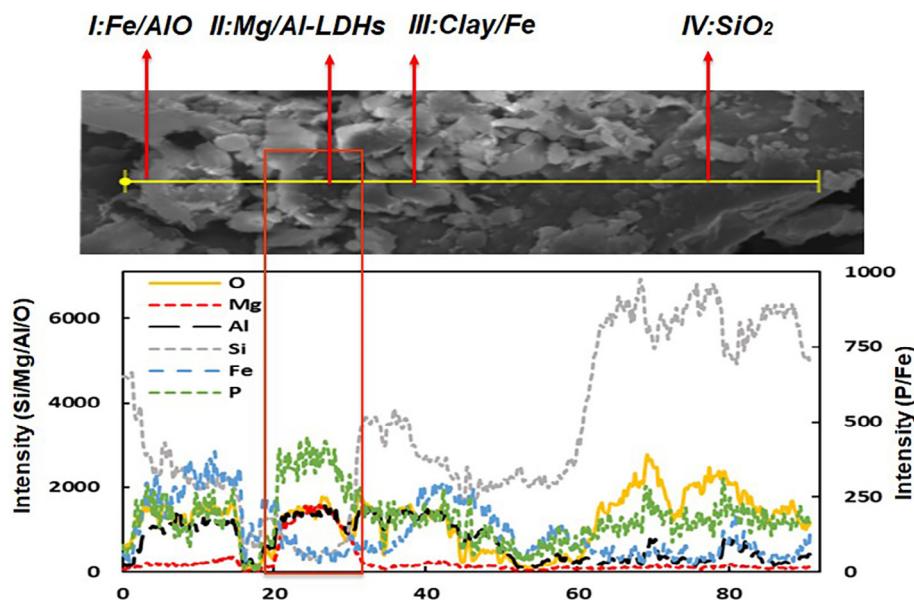 I:Fe/AlO II:Mg/Al-LDHs III:Clay/Fe IV:SiO₂
Intensity (Si/Mg/Al/O)
6000
4000
2000
0
O
Mg
Al
Si
Fe
P
1000
750
500
250
0
Intensity (P/Fe)
0 20 40 60 80